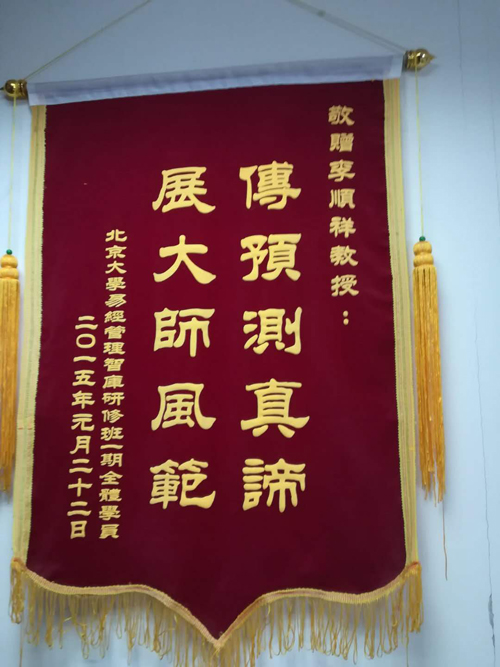 敬贈李順祥教授：
傳預測真諦
展大師風範
北京大學易經管理智庫研修班一期全體學員
二〇一五年元月二十二日